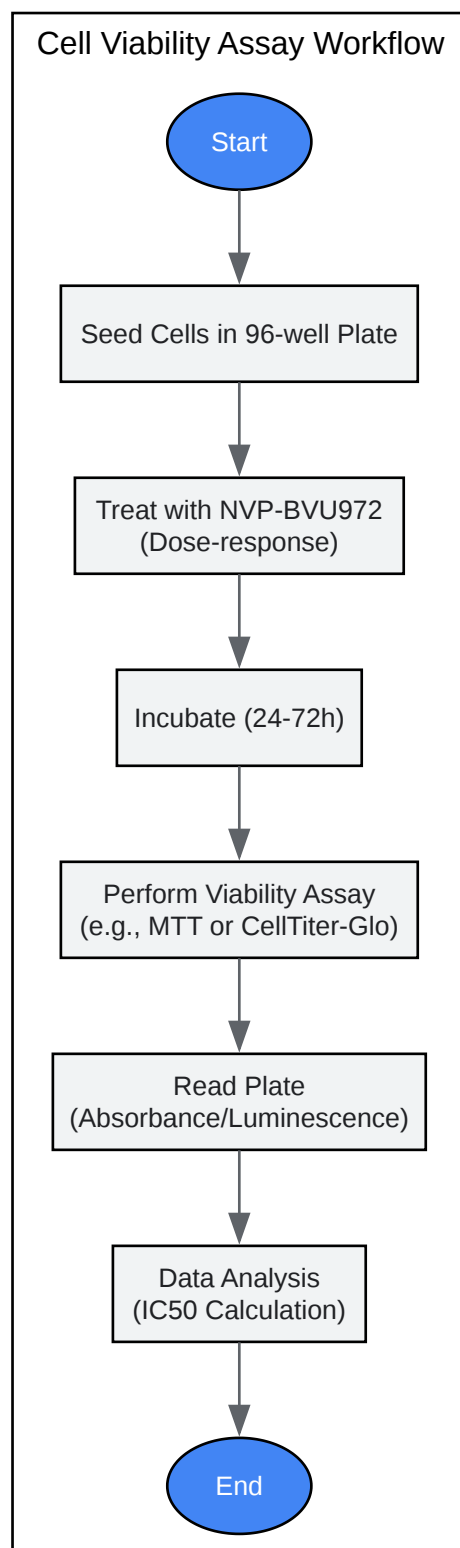 Cell Viability Assay Workflow
Start
Seed Cells in 96-well Plate
Treat with NVP-BVU972
(Dose-response)
Incubate (24-72h)
Perform Viability Assay
(e.g., MTT or CellTiter-Glo)
Read Plate
(Absorbance/Luminescence)
Data Analysis
(IC50 Calculation)
End